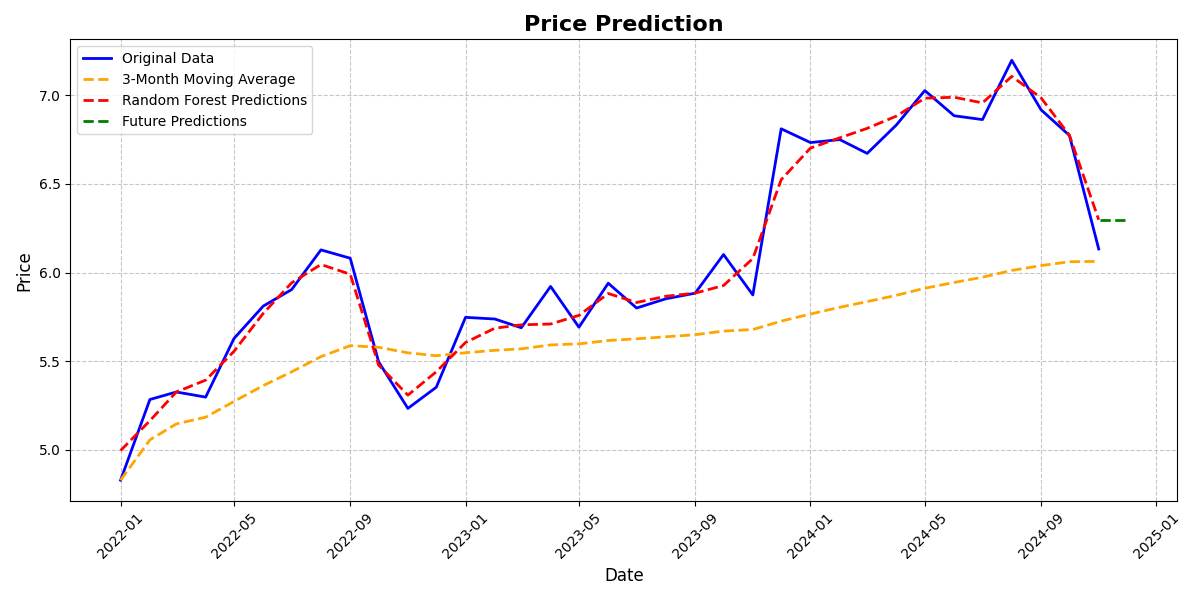 Price Prediction
Original Data
3-Month Moving Average
Random Forest Predictions
Future Predictions
Price
7.0
6.5
6.0
5.5
5.0
2022-01
2022-05
2022-09
2023-01
2023-05
2023-09
2024-01
2024-05
2024-09
2025-01
Date